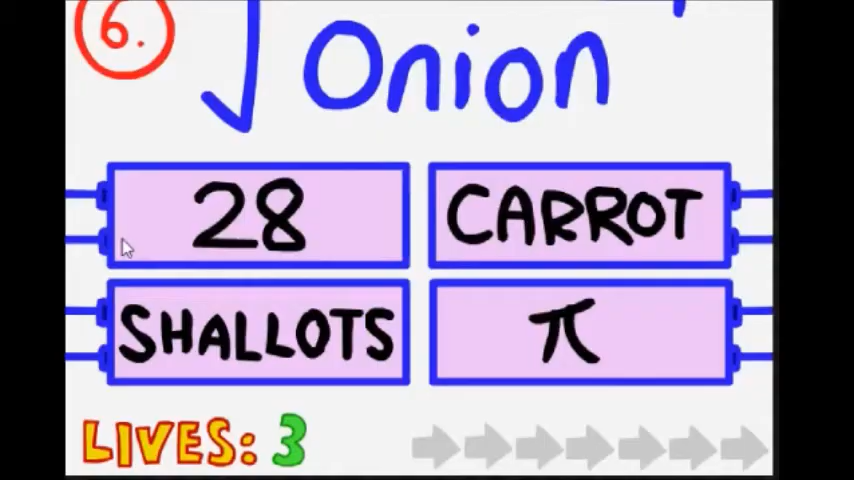 6.
√onion
28 CARROT
SHALLOTS π
LIVES: 3